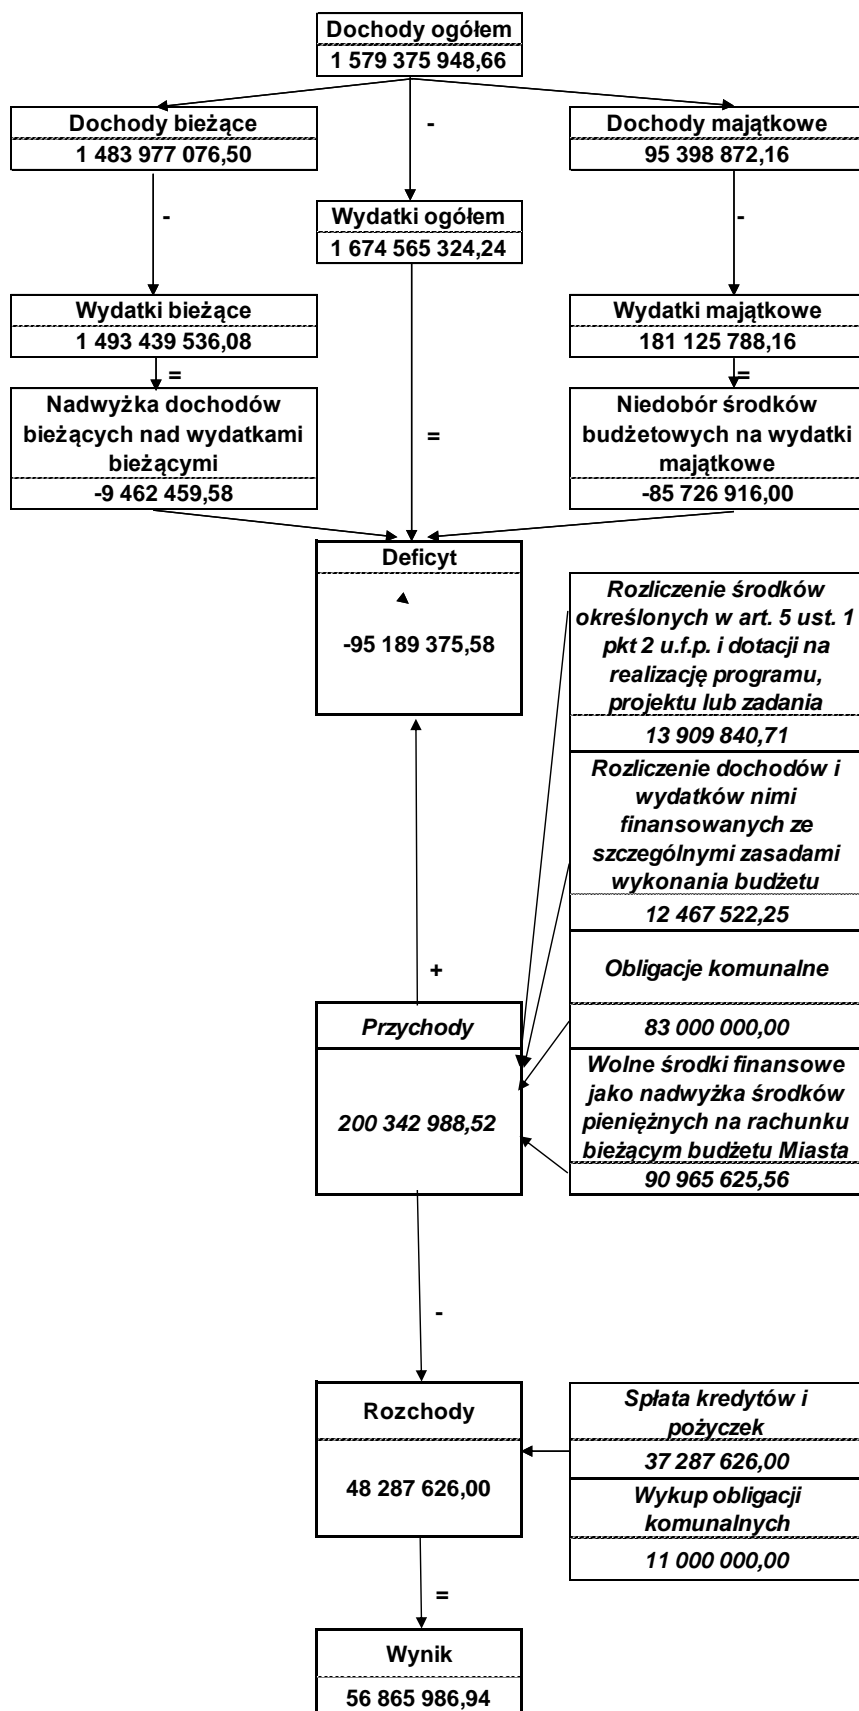 Dochody ogółem
1 579 375 948,66
Dochody bieżące
1 483 977 076,50
-
Dochody majątkowe
95 398 872,16
-
Wydatki ogółem
1 674 565 324,24
-
Wydatki bieżące
1 493 439 536,08
Wydatki majątkowe
181 125 788,16
=
=
Nadwyżka dochodów
bieżących nad wydatkami
bieżącymi
-9 462 459,58
=
Niedobór środków
budżetowych na wydatki
majątkowe
-85 726 916,00
Deficyt
-95 189 375,58
Rozliczenie środków
określonych w art. 5 ust. 1
pkt 2 u.f.p. i dotacji na
realizację programu,
projektu lub zadania
13 909 840,71
Rozliczenie dochodów i
wydatków nimi
finansowanych ze
szczególnymi zasadami
wykonania budżetu
12 467 522,25
+
Obligacje komunalne
83 000 000,00
Przychody
200 342 988,52
Wolne środki finansowe
jako nadwyżka środków
pieniężnych na rachunku
bieżącym budżetu Miasta
90 965 625,56
-
Rozchody
48 287 626,00
Spłata kredytów i
pożyczek
37 287 626,00
Wykup obligacji
komunalnych
11 000 000,00
=
Wynik
56 865 986,94